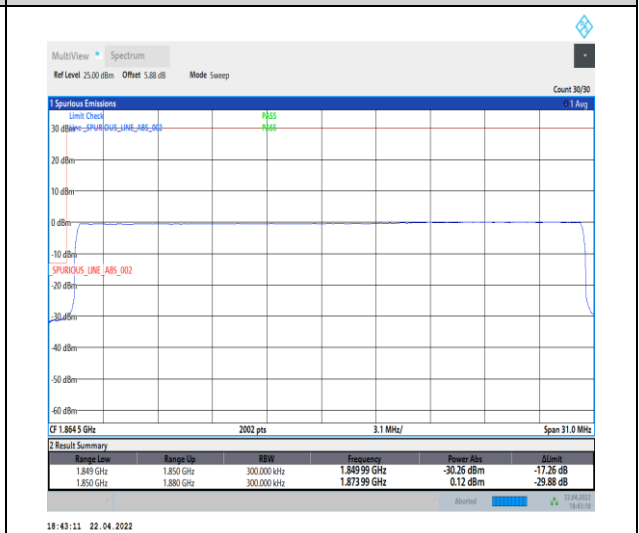 MultiView Spectrum
Ref Level 25.00 dBm Offset 5.88 dB Mode Sweep
Count 30/30
1 Spurious Emissions 1 Avg
Limit Check PASS
30 dBm Line _SPURIOUS_LINE_ABS_002 PASS
20 dBm
10 dBm
0 dBm
-10 dBm
_SPURIOUS_LINE_ABS_002
-20 dBm
-30 dBm
-40 dBm
-50 dBm
-60 dBm
CF 1.864 5 GHz 2002 pts 3.1 MHz/ Span 31.0 MHz
2 Result Summary
Range Low Range Up RBW Frequency Power Abs ΔLimit
1.849 GHz 1.850 GHz 300.000 kHz 1.849 99 GHz -30.26 dBm -17.26 dB
1.850 GHz 1.880 GHz 300.000 kHz 1.873 99 GHz 0.12 dBm -29.88 dB
Aborted 22.04.2022
18:43:10
18:43:11 22.04.2022